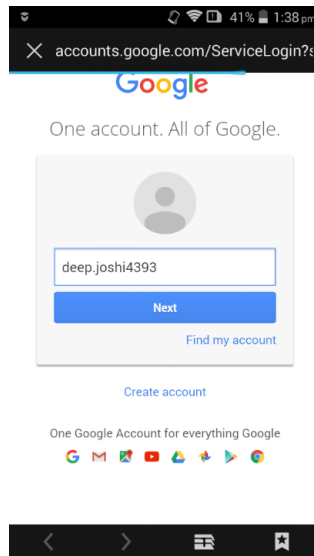 41% 1:38 pm
accounts.google.com/ServiceLogin?s
Google
One account. All of Google.
deep.joshi4393
Next
Find my account
Create account
One Google Account for everything Google